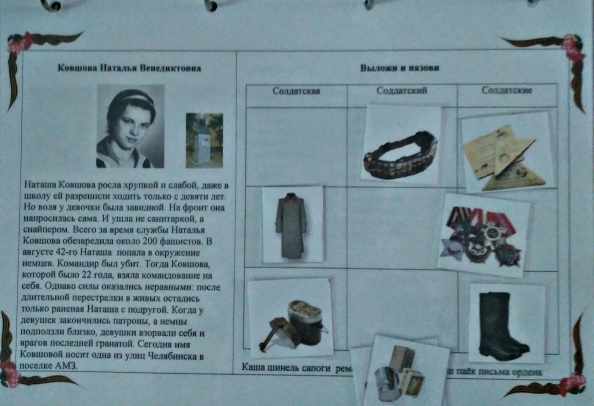 Ковшова Наталья Венедиктовна
Наташа Ковшова росла хрупкой и слабой, даже в
школу ей разрешили ходить только с девяти лет.
Но воля у девочки была завидной. На фронт она
напросилась сама. И ушла не санитаркой, а
снайпером. Всего за время службы Наталья
Ковшова обезвредила около 200 фашистов. В
августе 42-го Наташа попала в окружение
немцев. Командир был убит. Тогда Ковшова,
которой было 22 года, взяла командование на
себя. Однако силы оказались неравными: после
длительной перестрелки в живых остались
только раненая Наташа с подругой. Когда у
девушек закончились патроны, а немцы
подползли близко, девушки взорвали себя и
врагов последней гранатой. Сегодня имя
Ковшовой носит одна из улиц Челябинска в
поселке АМЗ.
Выложи и назови
Солдатская Солдатский Солдатские
Каша шинель сапоги паёк письма ордена